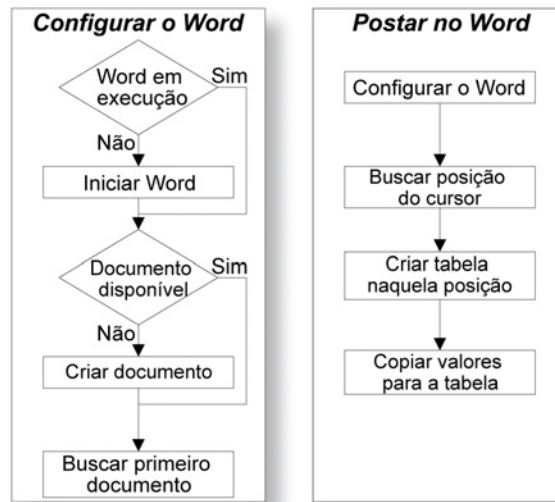 Configurar o Word
Word em
execução
Sim
Não
Iniciar Word
Documento
disponível
Sim
Não
Criar documento
Buscar primeiro
documento
Postar no Word
Configurar o Word
Buscar posição
do cursor
Criar tabela
naquela posição
Copiar valores
para a tabela